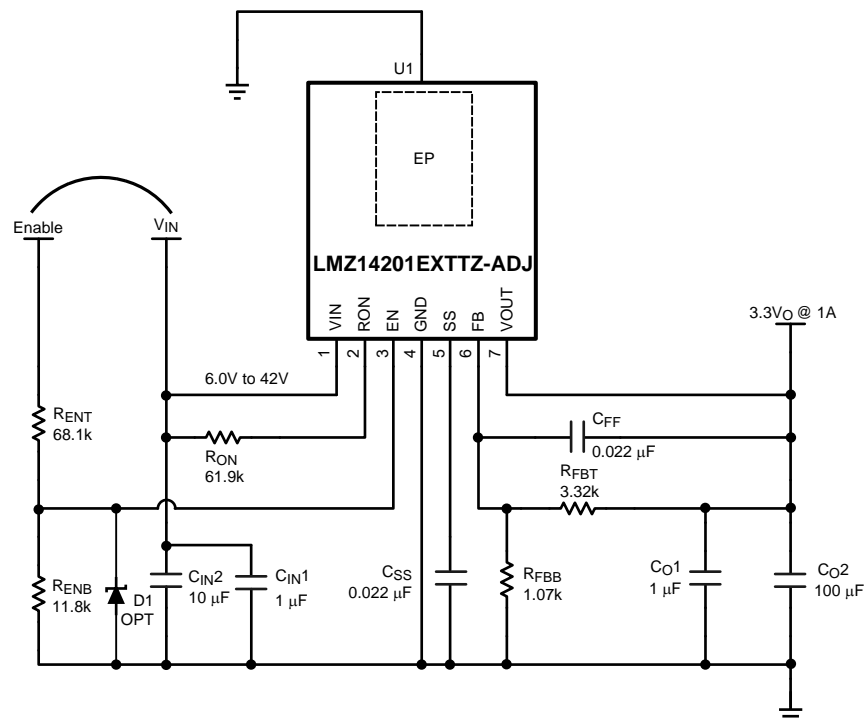 U1
EP
Enable
VIN
LMZ14201EXTTZ-ADJ
VIN
RON
EN
GND
SS
FB
VOUT
1
2
3
4
5
6
7
3.3VO @ 1A
6.0V to 42V
RENT
68.1k
RON
61.9k
CFF
0.022 μF
RFBT
3.32k
RENB
11.8k
D1
OPT
CIN2
10 μF
CIN1
1 μF
CSS
0.022 μF
RFBB
1.07k
CO1
1 μF
CO2
100 μF